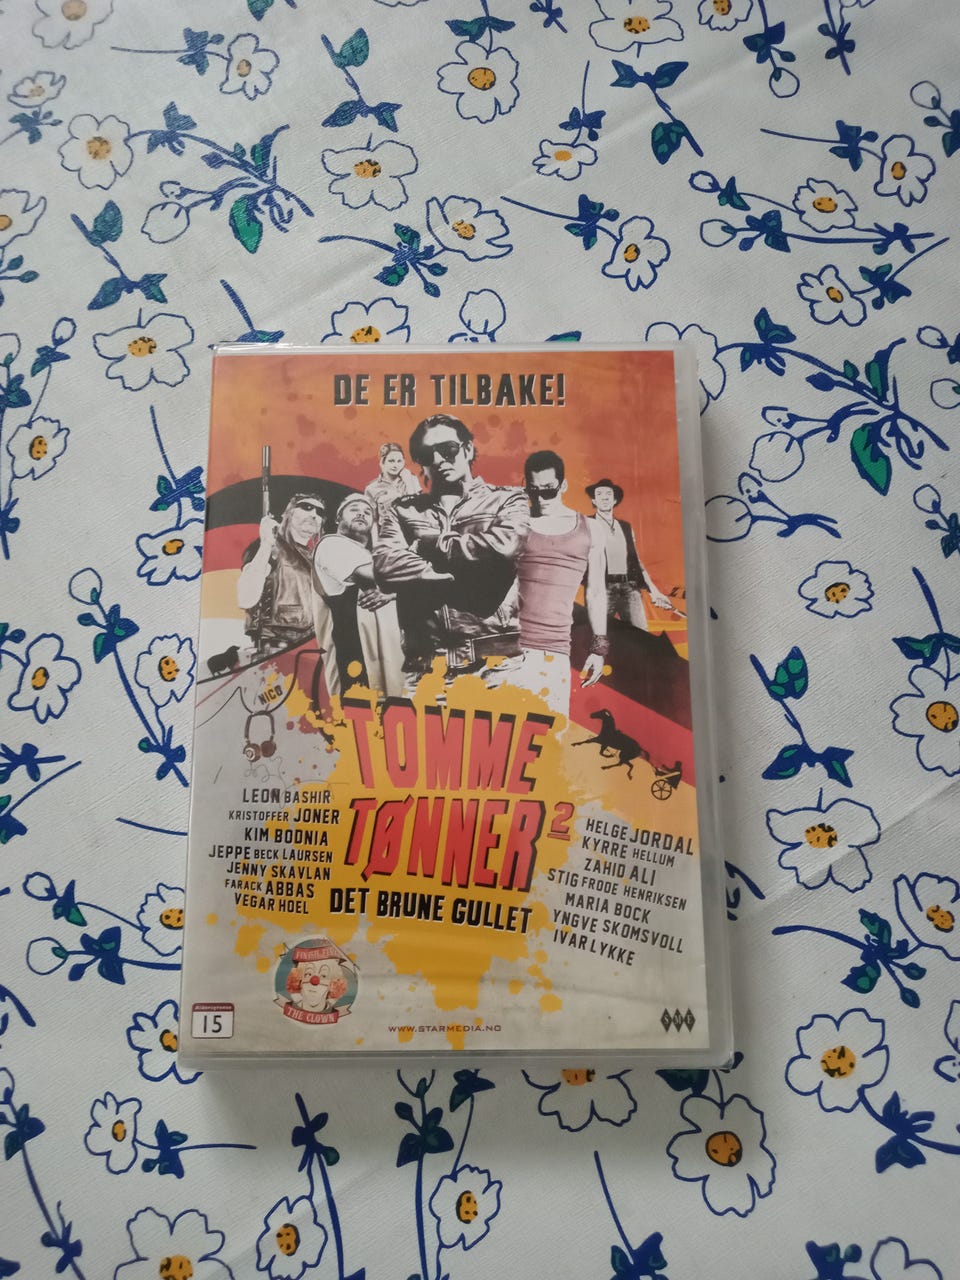 DE ER TILBAKE!
NICO
TOMME
TØNNER 2
DET BRUNE GULLET
LEON BASHIR
KRISTOFFER JONER
KIM BODNIA
JEPPE BECK LAURSEN
JENNY SKAVLAN
FARACK ABBAS
VEGAR HOEL
HELGE JORDAL
KYRRE HELLUM
ZAHID ALI
STIG FRODE HENRIKSEN
MARIA BOCK
YNGVE SKOMSVOLL
IVAR LYKKE
THE CLOWN
15
WWW.STARMEDIA.NO
SME